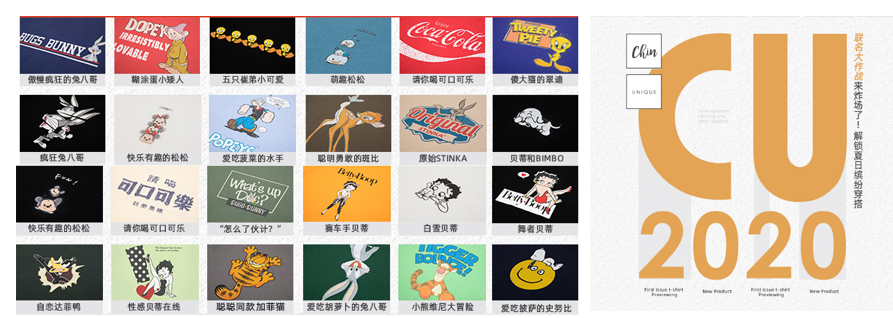 BUGS BUNNY
DOPEY
IRRESISTIBLY
LOVABLE
Enjoy
Coca-Cola
TWEETY
PIE
傲慢疯狂的兔八哥
糊涂蛋小矮人
五只崔弟小可爱
萌趣松松
请你喝可口可乐
傻大猫的翠迪
POPEYE
Original
STINKA
疯狂兔八哥
快乐有趣的松松
爱吃菠菜的水手
聪明勇敢的斑比
原始STINKA
贝蒂和BIMBO
請喝
可口可樂
What's up
Doc?
BUGS-BUNNY
Betty Boop
Betty Boop
快乐有趣的松松
请你喝可口可乐
“怎么了伙计？”
赛车手贝蒂
白雪贝蒂
舞者贝蒂
TIGGER
BOUNCE!
自恋达菲鸭
性感贝蒂在线
聪聪同款加菲猫
爱吃胡萝卜的兔八哥
小熊维尼大冒险
爱吃披萨的史努比
Chin
UNIQUE
CU
2020
联名大作战来炸场了！解锁夏日缤纷穿搭
First Issue t-shirt
Previewing
New Product
First Issue t-shirt
Previewing
New Product